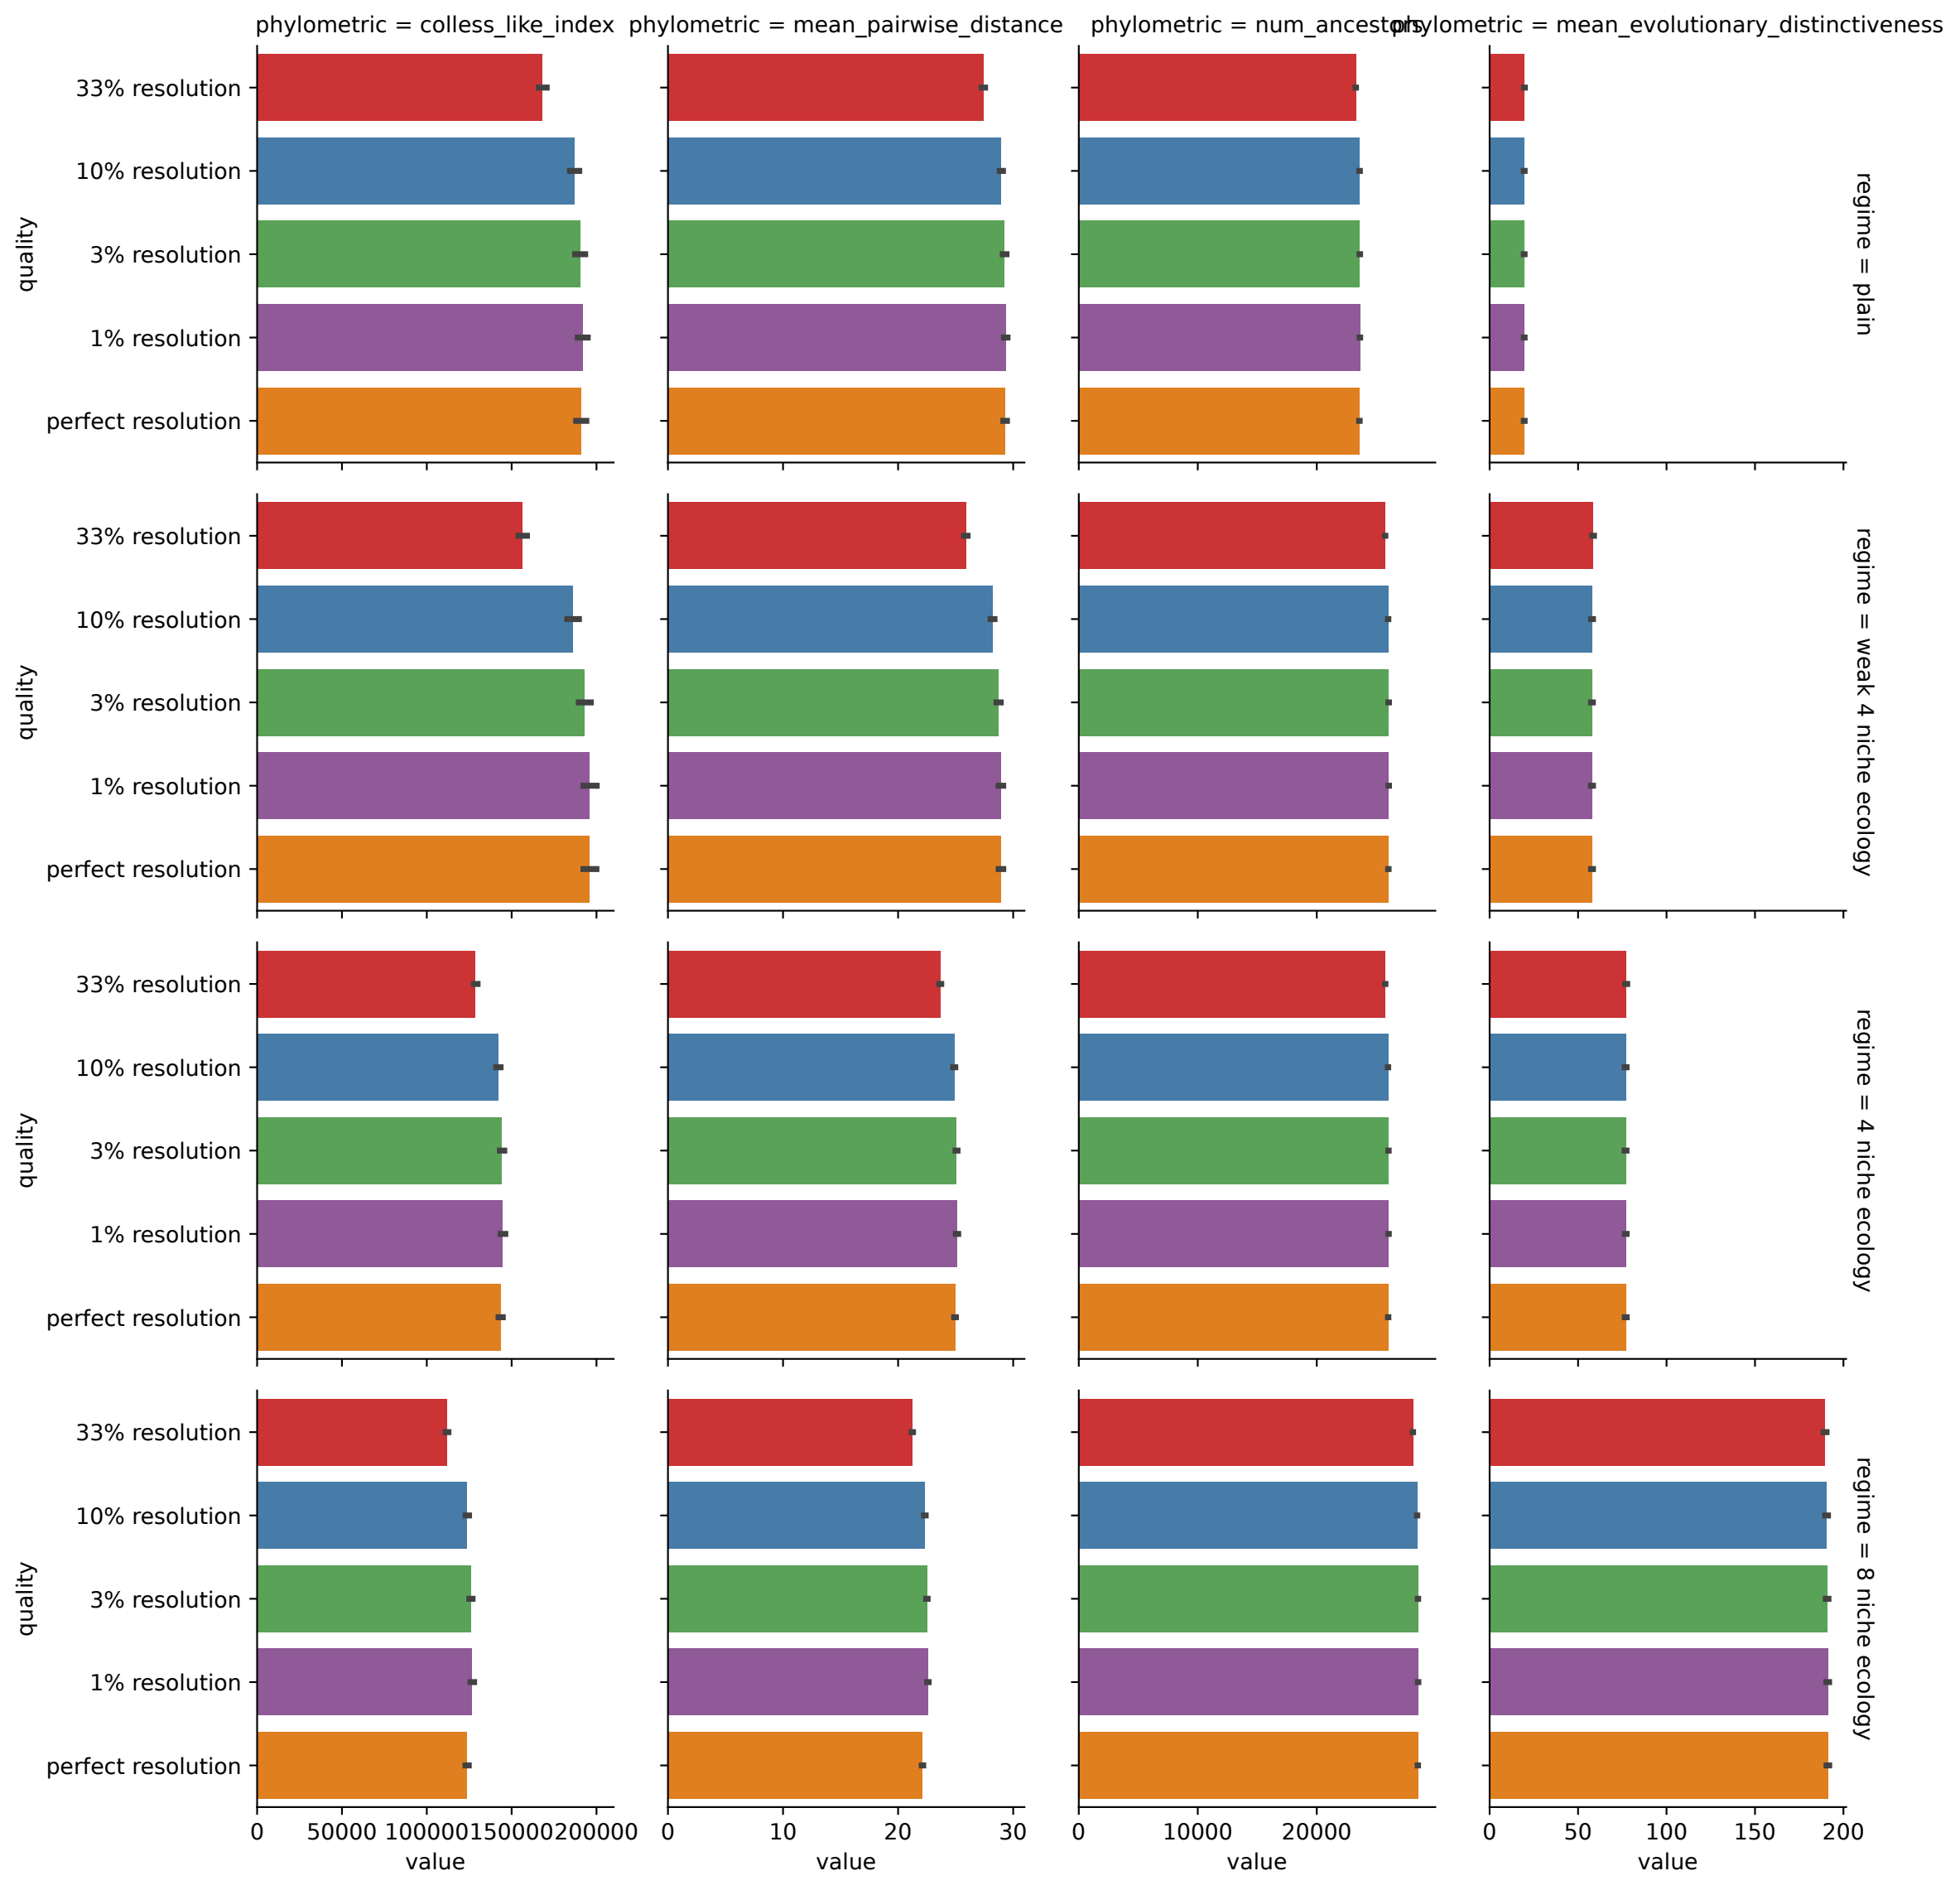 phylometric = colless_like_index
phylometric = mean_pairwise_distance
phylometric = num_ancestors
phylometric = mean_evolutionary_distinctiveness
quality
33% resolution
10% resolution
3% resolution
1% resolution
perfect resolution
regime = plain
quality
33% resolution
10% resolution
3% resolution
1% resolution
perfect resolution
regime = weak 4 niche ecology
quality
33% resolution
10% resolution
3% resolution
1% resolution
perfect resolution
regime = 4 niche ecology
quality
33% resolution
10% resolution
3% resolution
1% resolution
perfect resolution
regime = 8 niche ecology
0 50000 100000 150000 200000
0 10 20 30
0 10000 20000
0 50 100 150 200
value
value
value
value